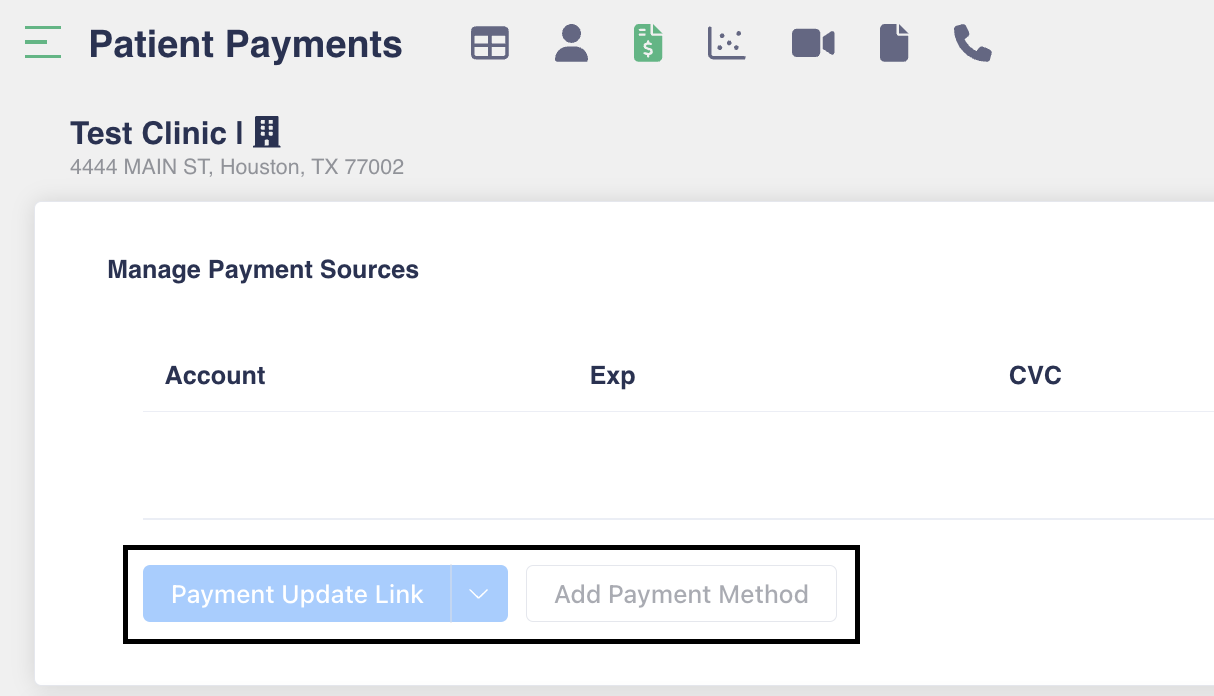 Patient Payments
Test Clinic |
4444 MAIN ST, Houston, TX 77002
Manage Payment Sources
Account Exp CVC
Payment Update Link Add Payment Method